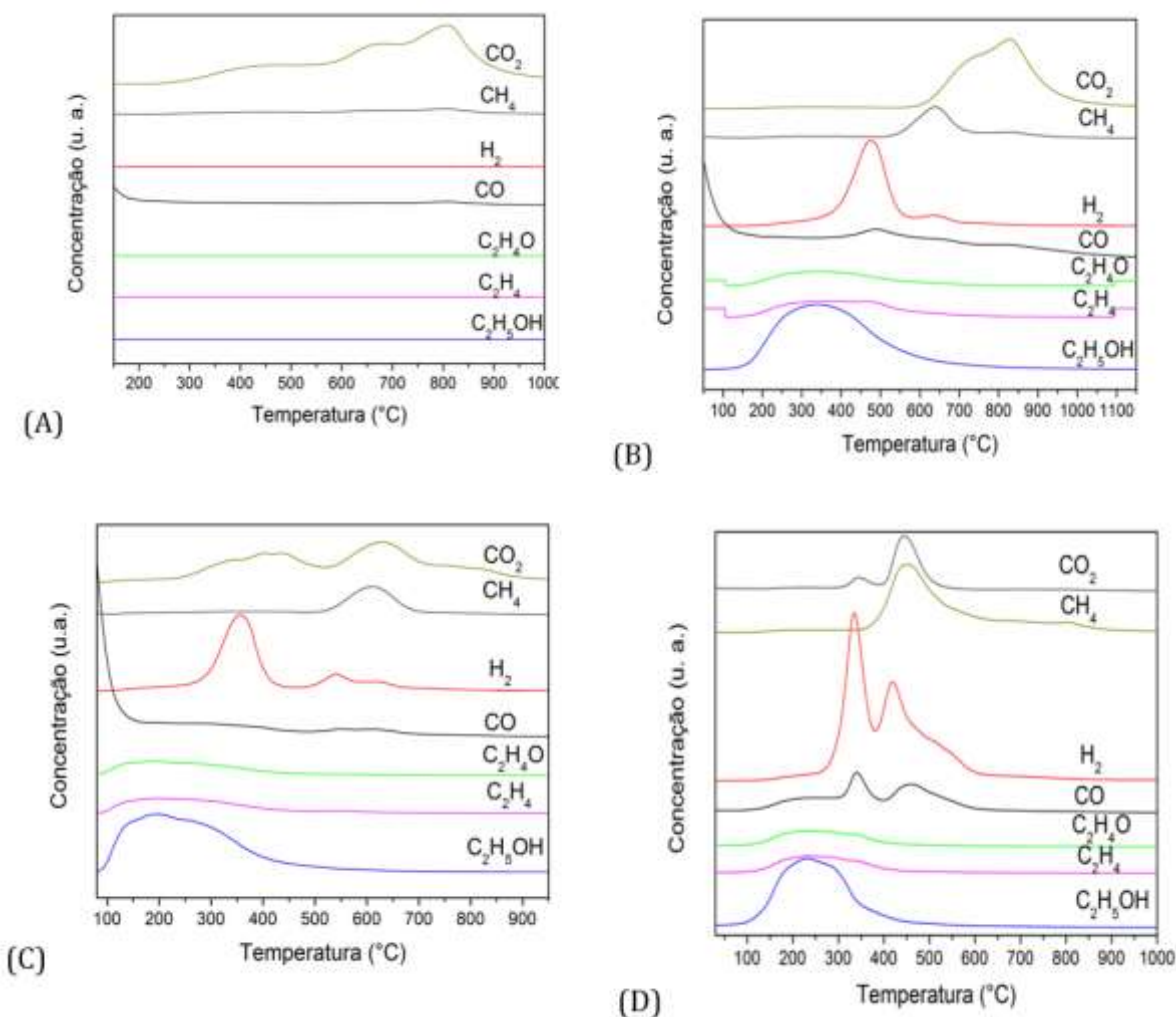 Concentração (u. a.)
CO₂
CH₄
H₂
CO
C₂H₄O
C₂H₄
C₂H₅OH
200 300 400 500 600 700 800 900 1000
Temperatura (°C)
(A)
Concentração (u. a.)
CO₂
CH₄
H₂
CO
C₂H₄O
C₂H₄
C₂H₅OH
100 200 300 400 500 600 700 800 900 1000 1100
Temperatura (°C)
(B)
Concentração (u.a.)
CO₂
CH₄
H₂
CO
C₂H₄O
C₂H₄
C₂H₅OH
100 200 300 400 500 600 700 800 900
Temperatura (°C)
(C)
Concentração (u. a.)
CO₂
CH₄
H₂
CO
C₂H₄O
C₂H₄
C₂H₅OH
100 200 300 400 500 600 700 800 900 1000
Temperatura (°C)
(D)